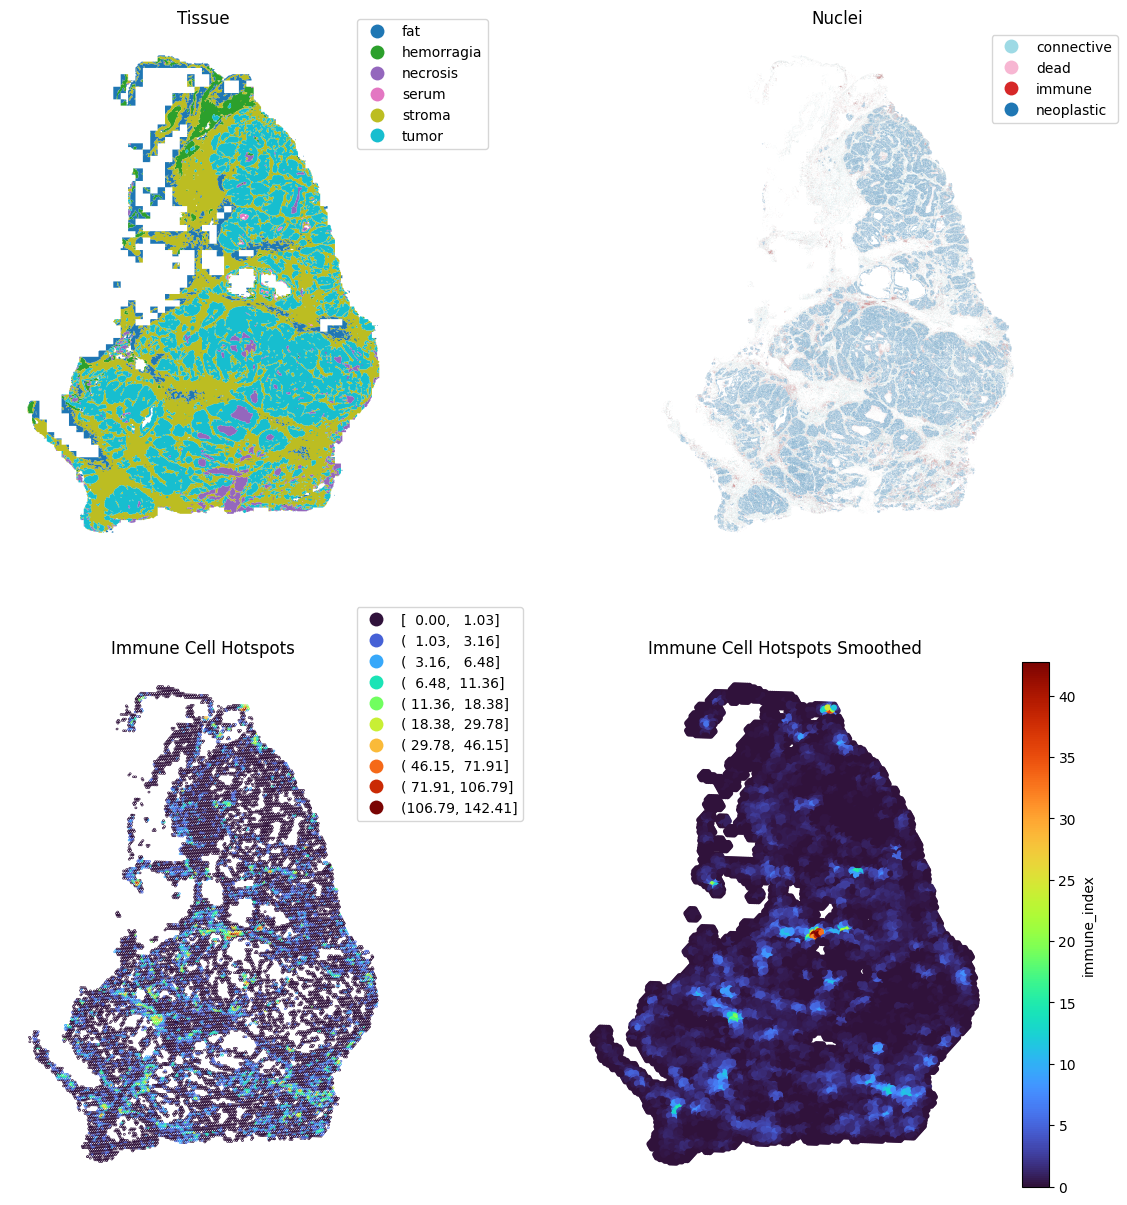 Tissue
fat
hemorragia
necrosis
serum
stroma
tumor
Nuclei
connective
dead
immune
neoplastic
Immune Cell Hotspots
[  0.00,   1.03]
(  1.03,   3.16]
(  3.16,   6.48]
(  6.48,  11.36]
( 11.36,  18.38]
( 18.38,  29.78]
( 29.78,  46.15]
( 46.15,  71.91]
( 71.91, 106.79]
(106.79, 142.41]
Immune Cell Hotspots Smoothed
40
35
30
25
20
15
10
5
0
immune_index